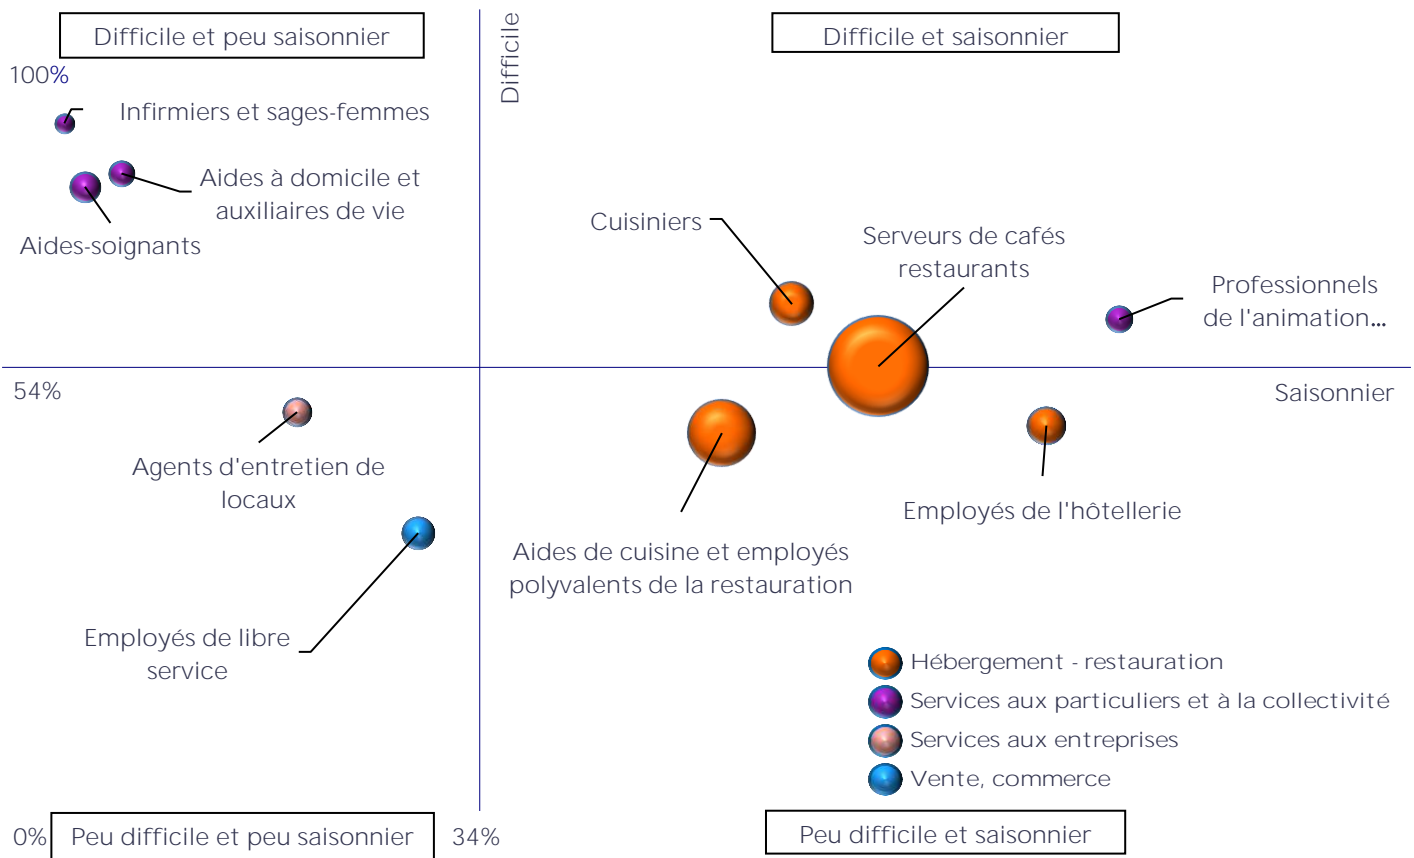 Difficile et peu saisonnier
Difficile
Difficile et saisonnier
100%
Infirmiers et sages-femmes
Aides à domicile et
auxiliaires de vie
Aides-soignants
Cuisiniers
Serveurs de cafés
restaurants
Professionnels
de l'animation...
54%
Saisonnier
Agents d'entretien de
locaux
Employés de l'hôtellerie
Aides de cuisine et employés
polyvalents de la restauration
Employés de libre
service
Hébergement - restauration
Services aux particuliers et à la collectivité
Services aux entreprises
Vente, commerce
0%
Peu difficile et peu saisonnier
34%
Peu difficile et saisonnier